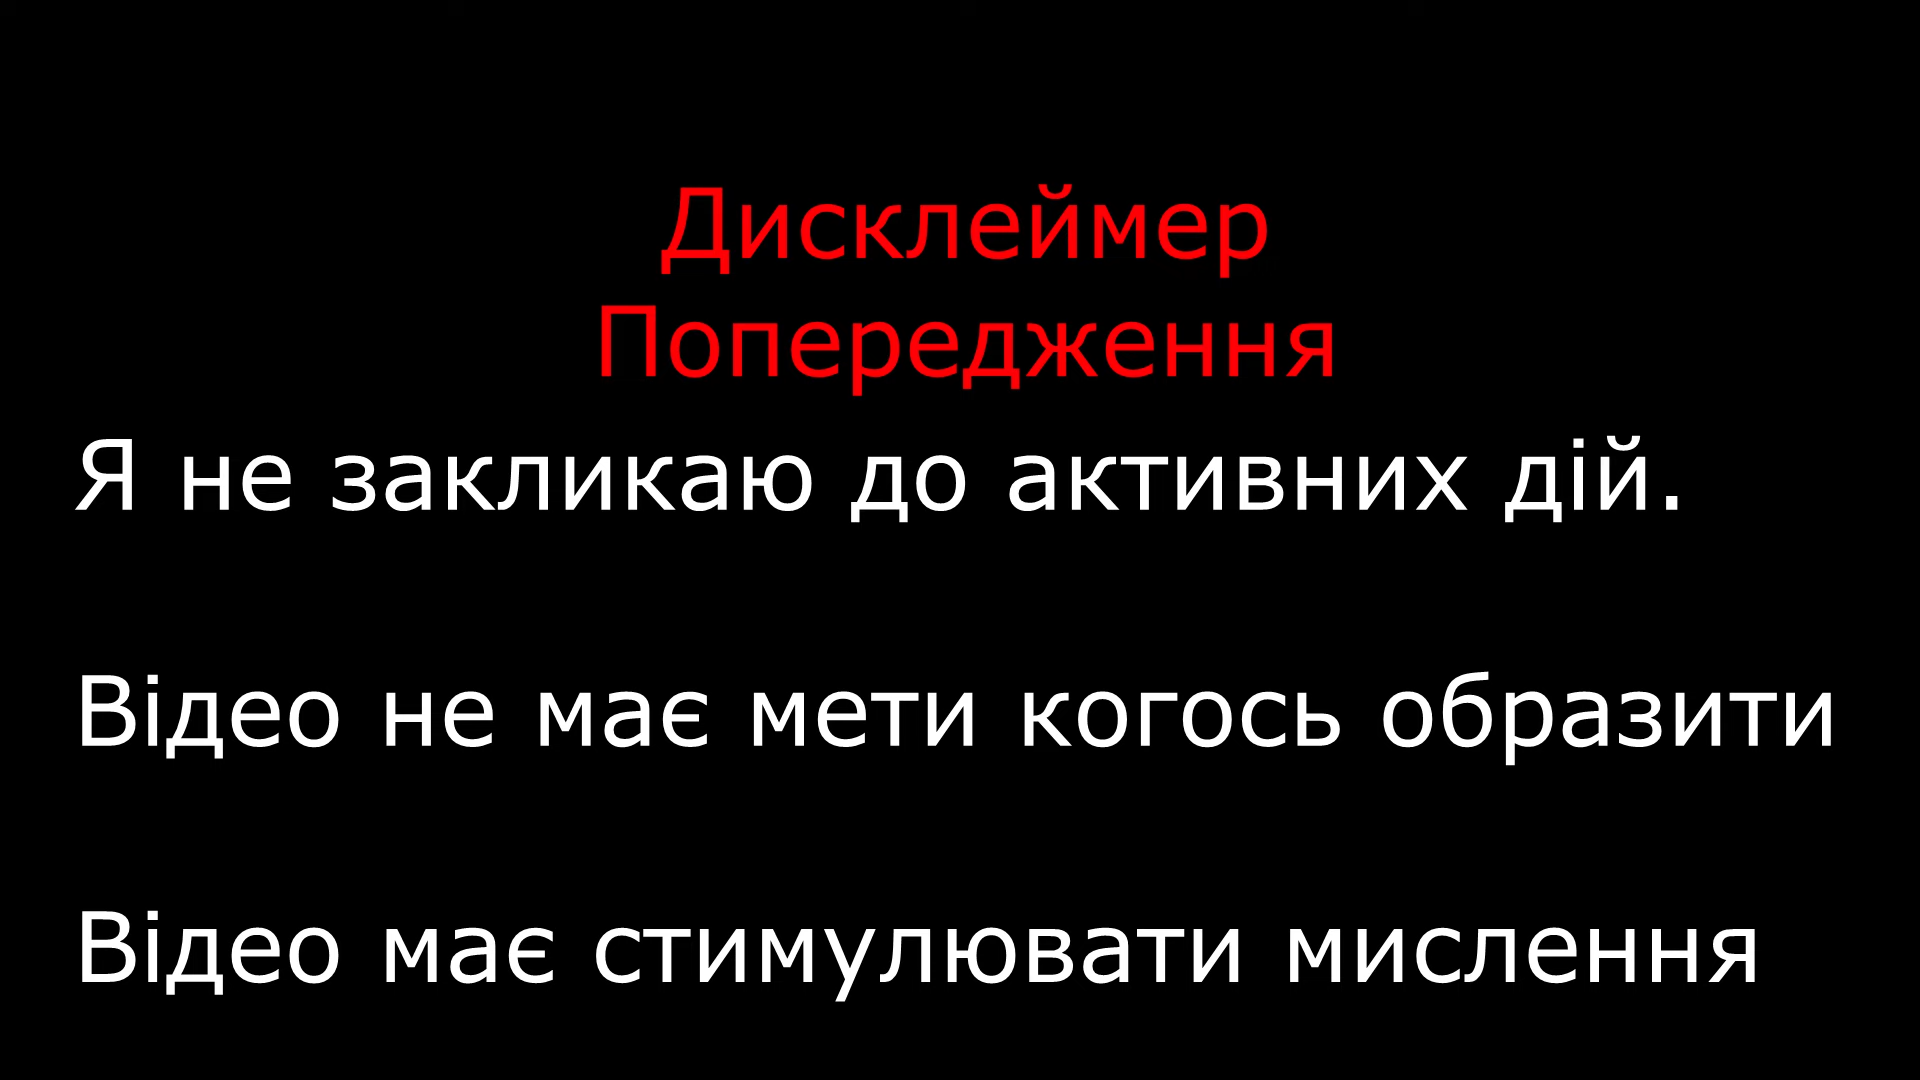 Дисклеймер
Попередження
Я не закликаю до активних дій.
Відео не має мети когось образити
Відео має стимулювати мислення